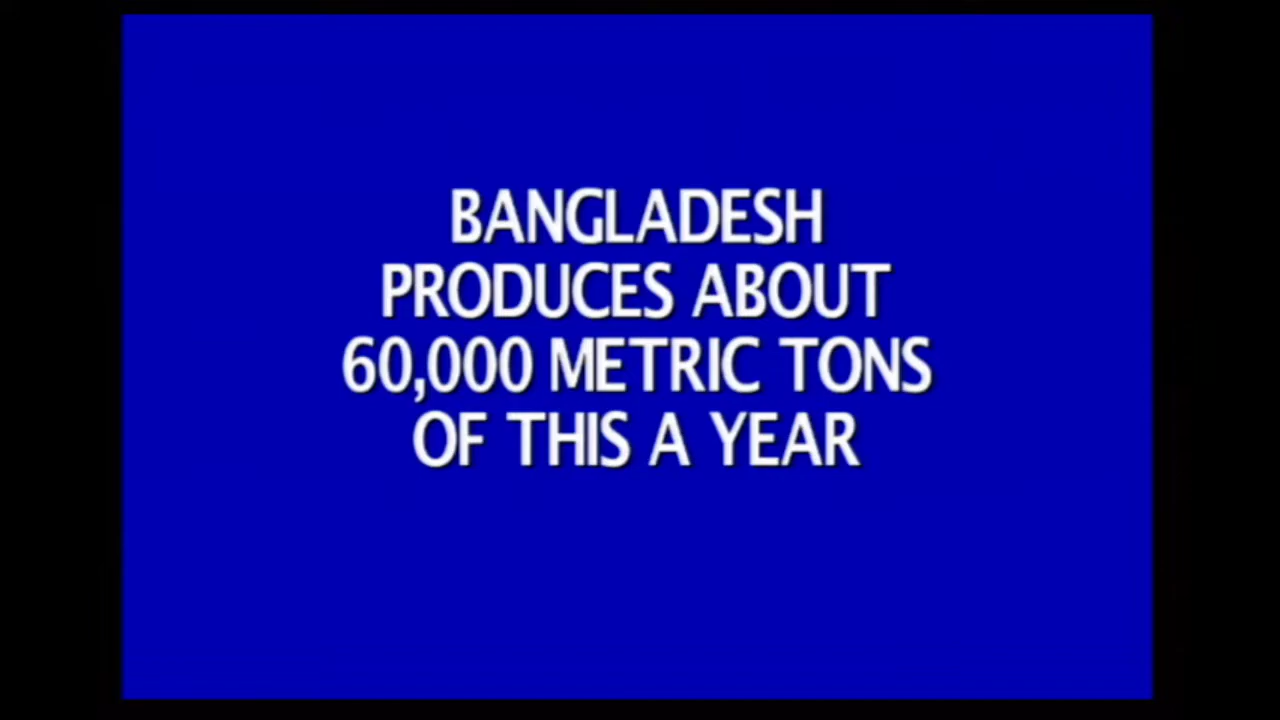 BANGLADESH
PRODUCES ABOUT
60,000 METRIC TONS
OF THIS A YEAR